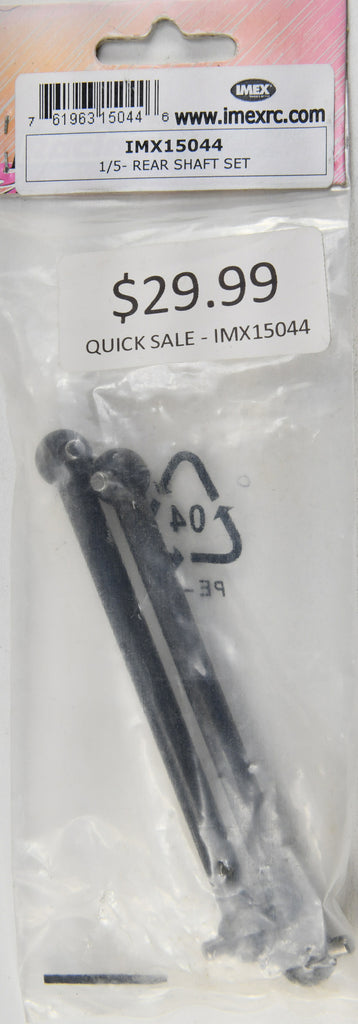 IMEX
7 61963 15044 6
www.imexrc.com
IMX15044
1/5- REAR SHAFT SET
$29.99
QUICK SALE - IMX15044
04
PE-